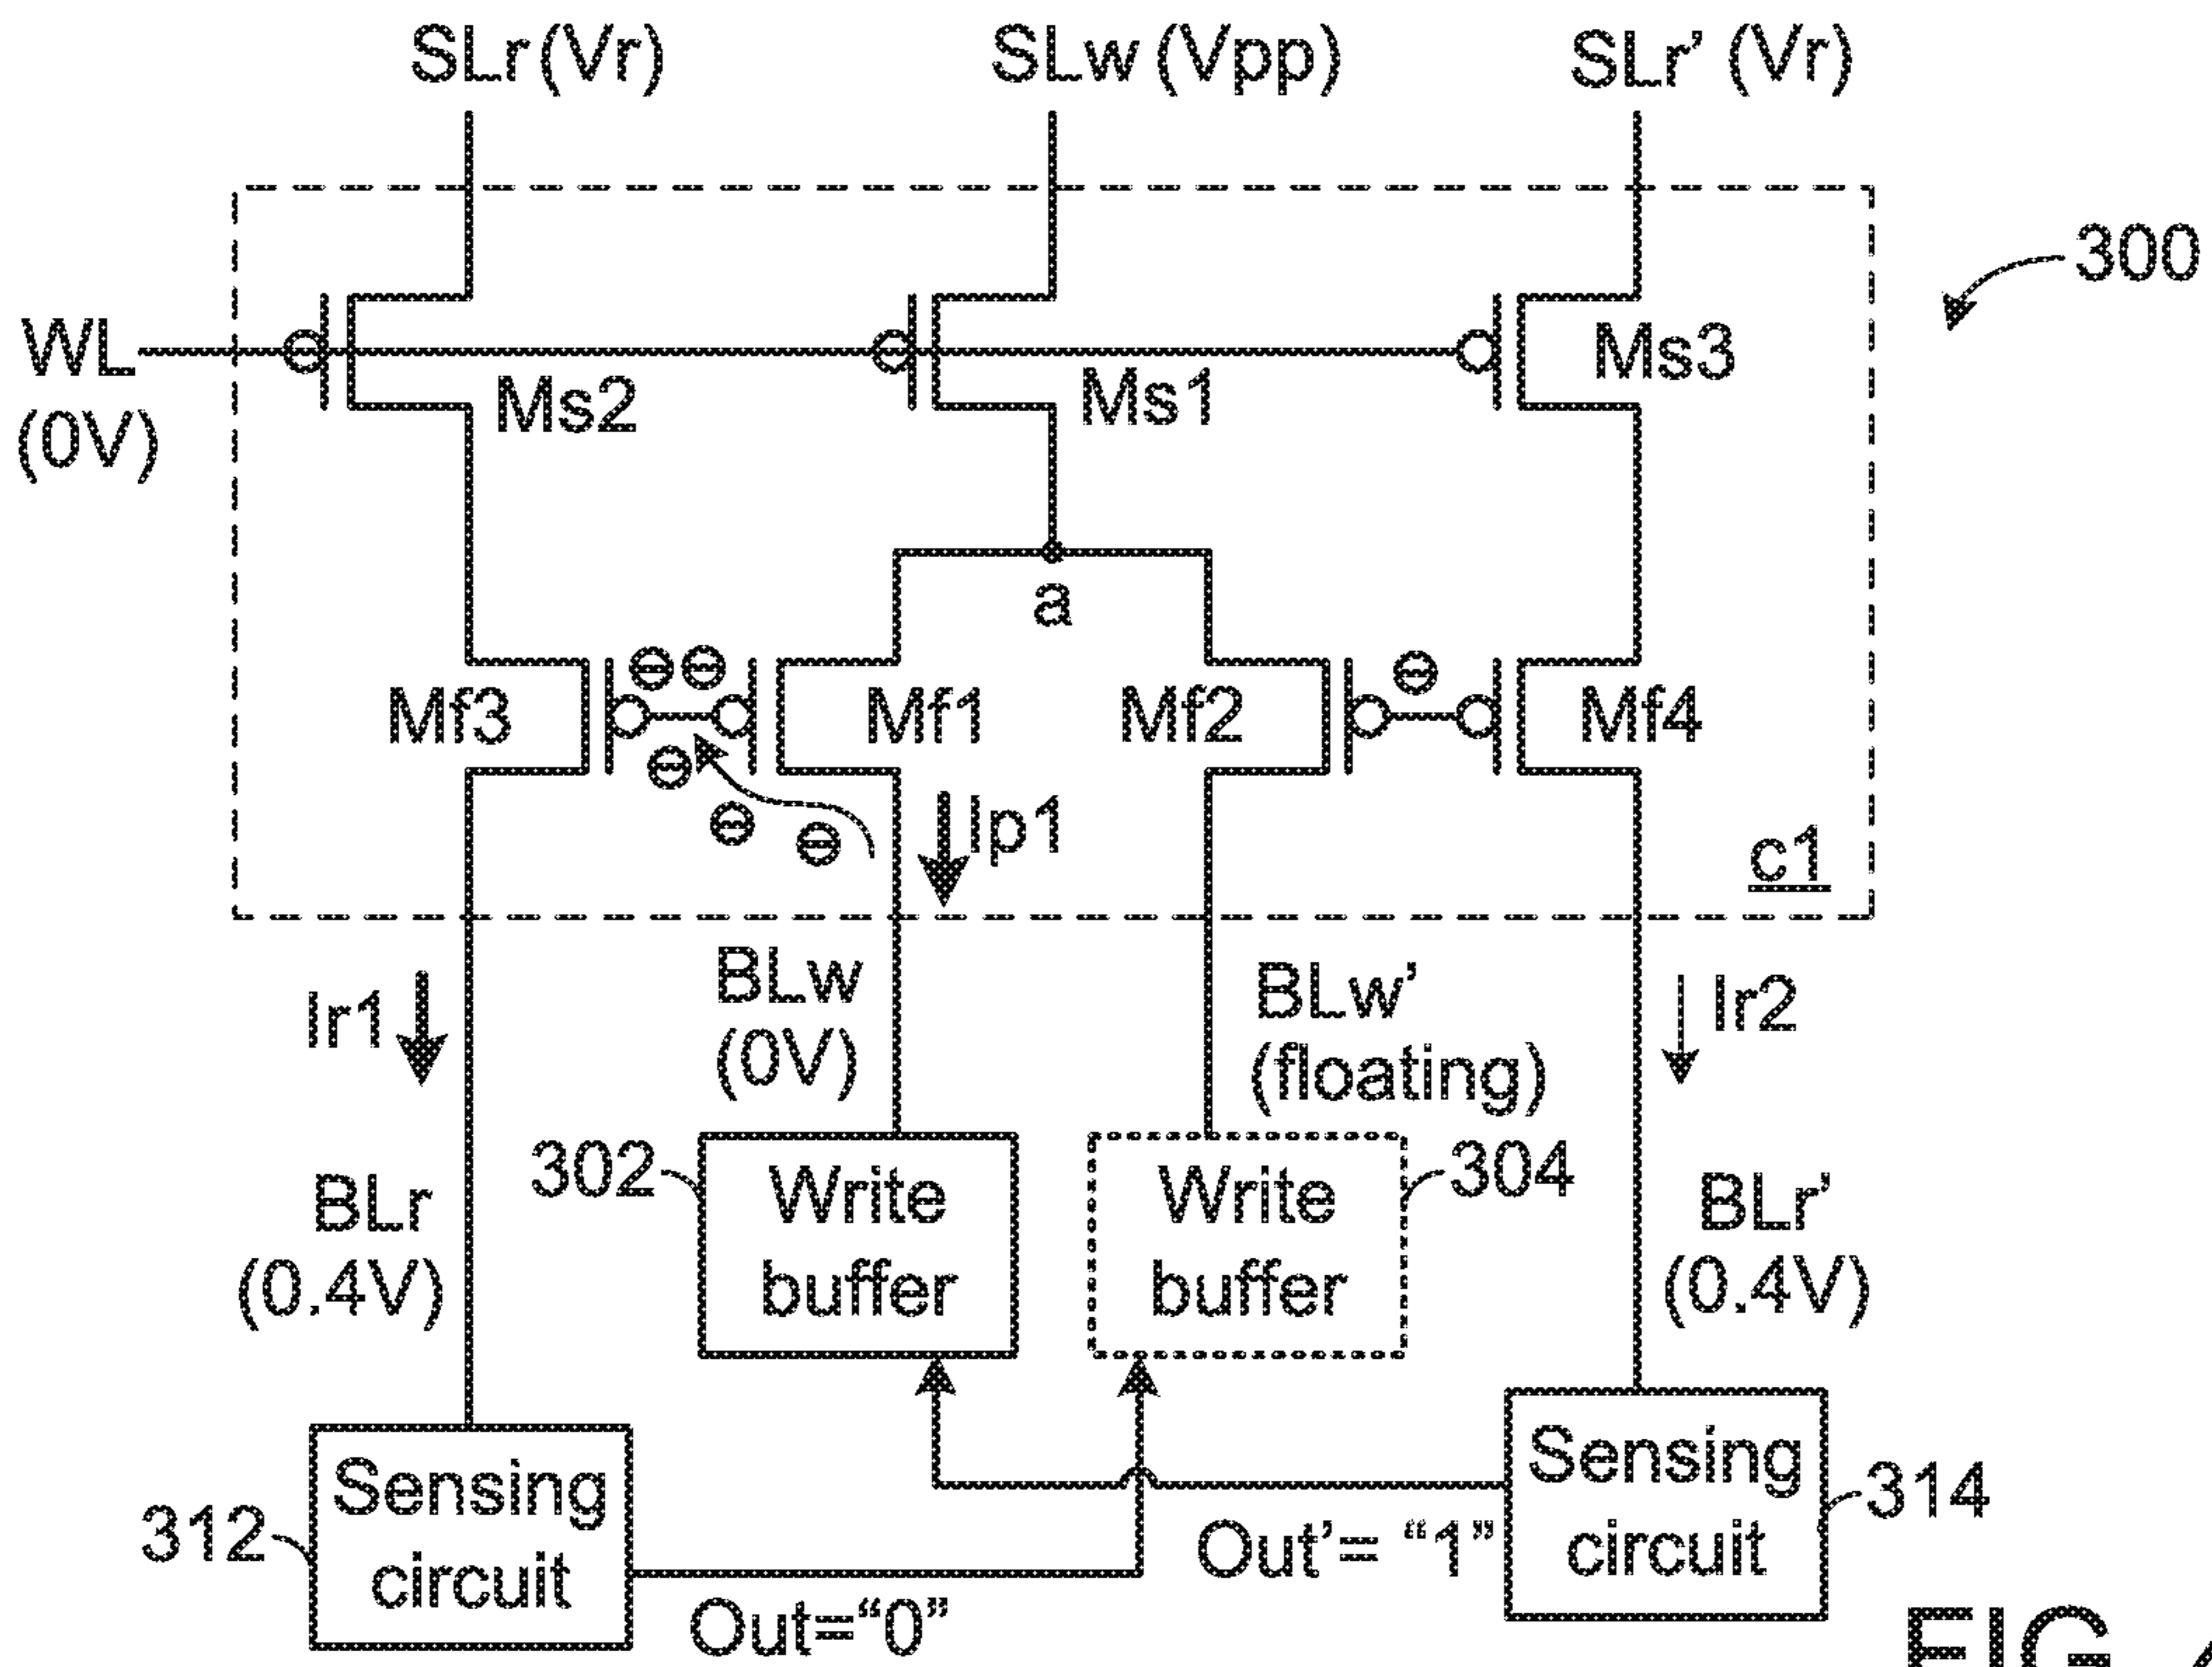 SLr (Vr)
SLw (Vpp)
SLr’ (Vr)
300
WL
(0V)
Ms2
Ms1
Ms3
a
Mf3
Mf1
Mf2
Mf4
Ip1
c1
Ir1
BLw
(0V)
BLw’
(floating)
Ir2
302
Write
buffer
Write
buffer
304
BLr
(0.4V)
BLr’
(0.4V)
312
Sensing
circuit
Sensing
circuit
314
Out’= “1”
Out=“0”